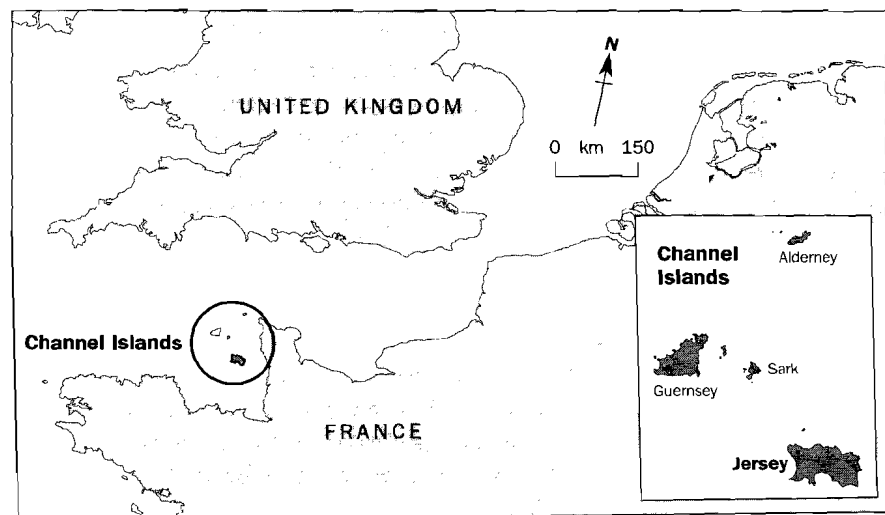 N
UNITED KINGDOM
0 km 150
Channel
Islands
Alderney
Channel Islands
Sark
Guernsey
FRANCE
Jersey